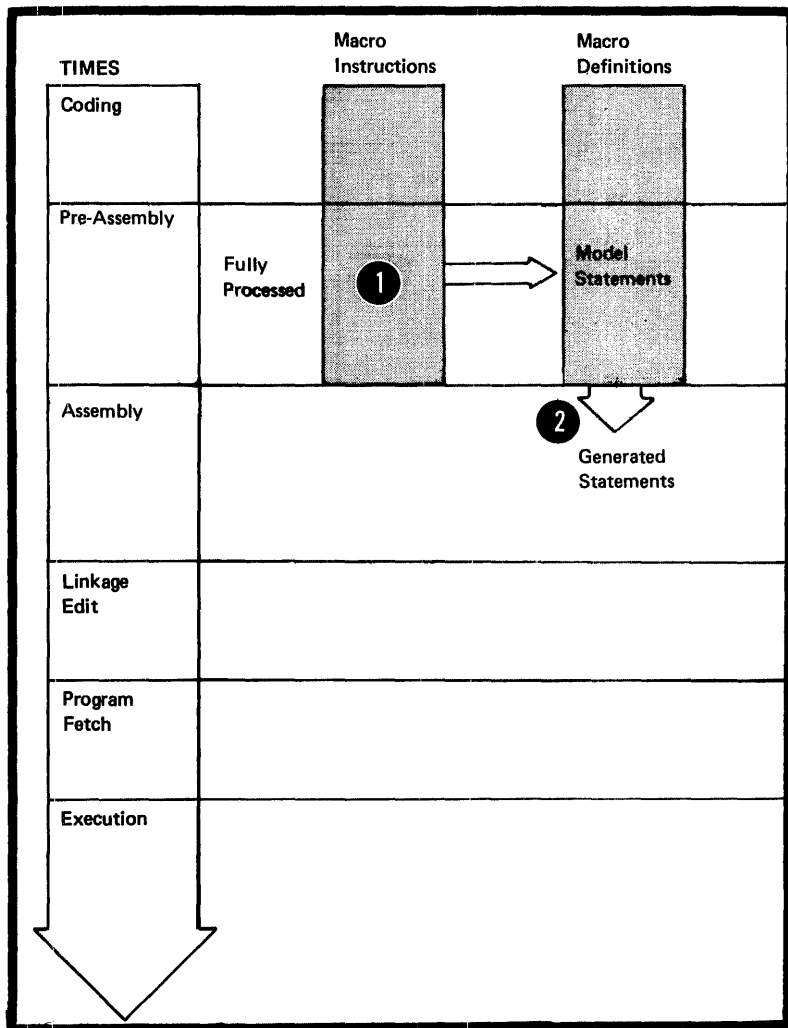 Macro
Instructions
Macro
Definitions
TIMES
Coding
Pre-Assembly
Fully
Processed
1
Model
Statements
Assembly
2
Generated
Statements
Linkage
Edit
Program
Fetch
Execution